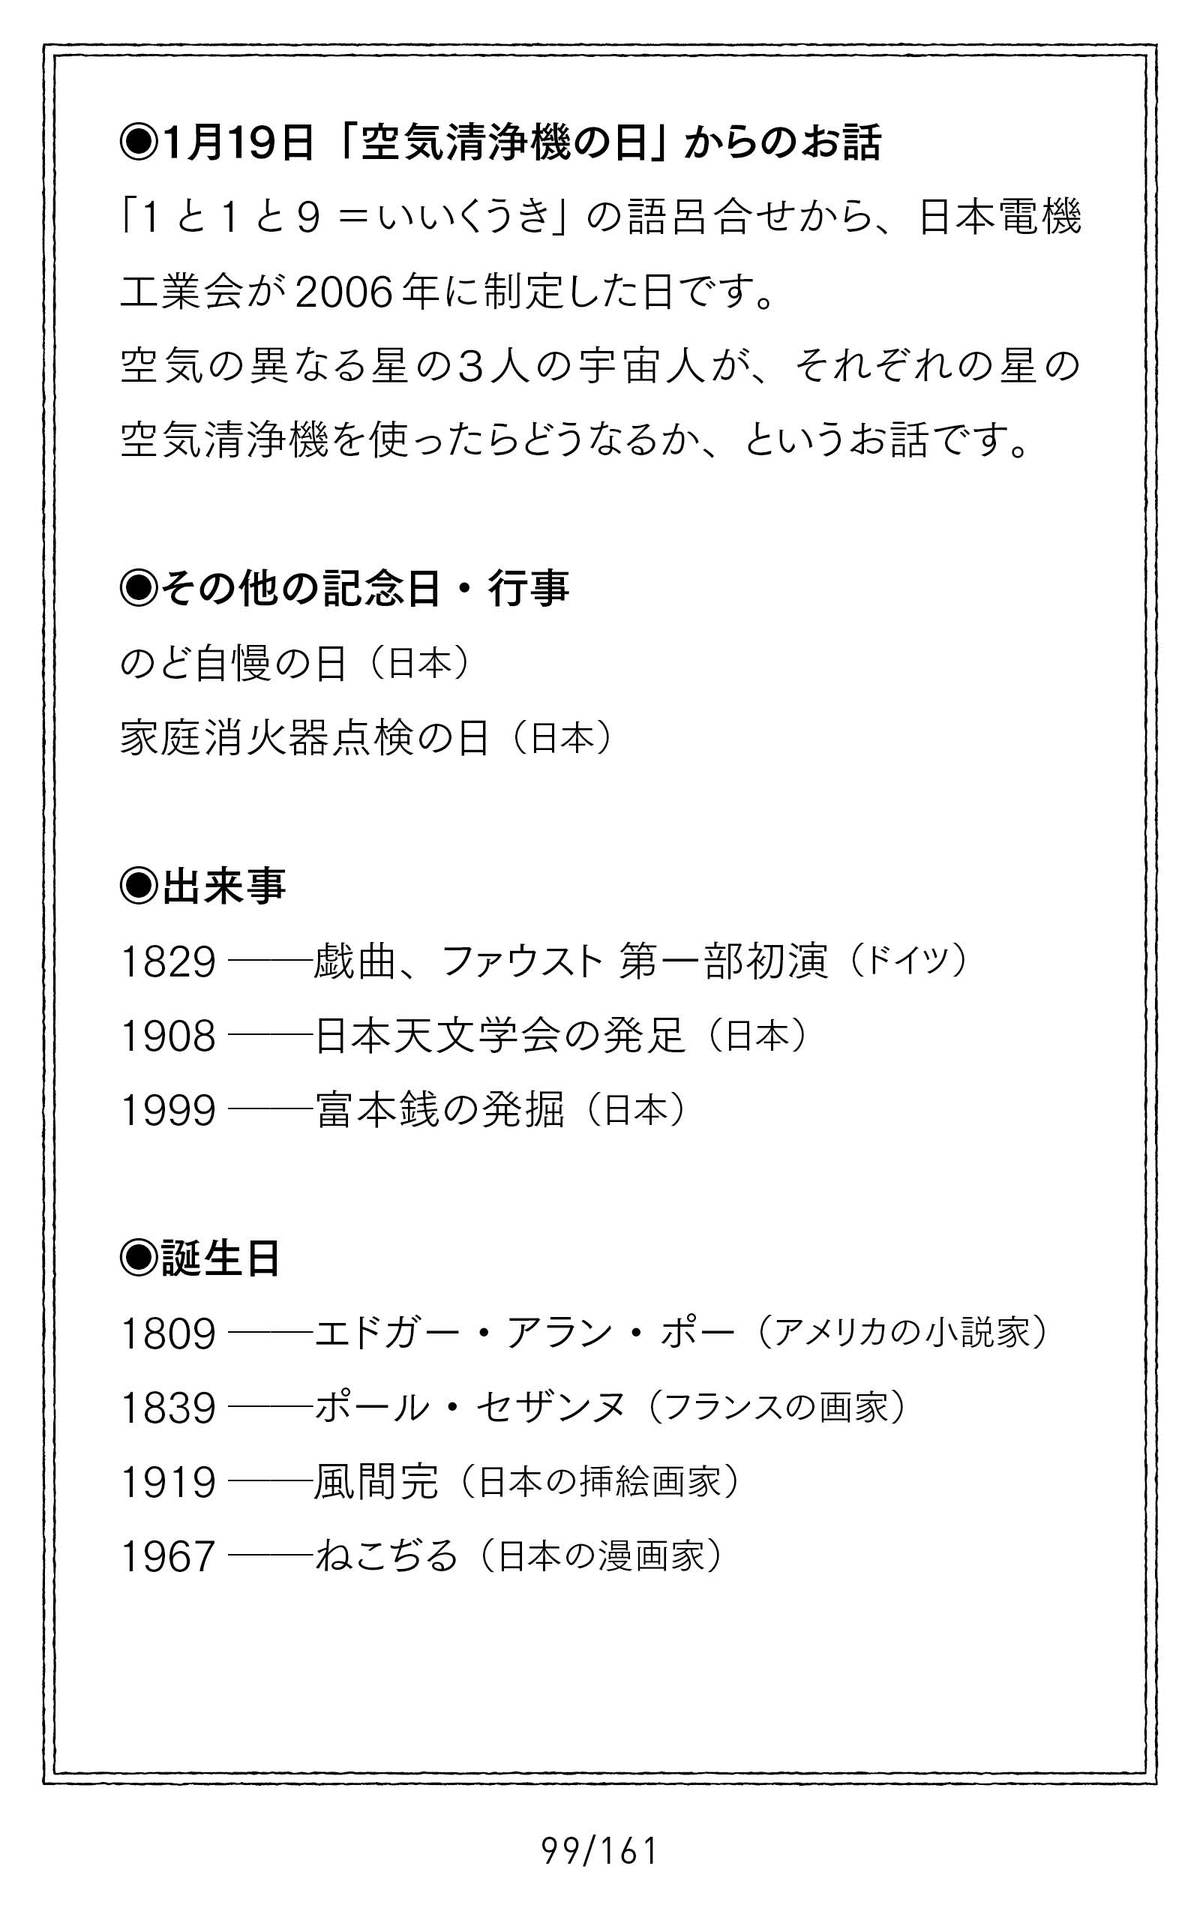 ◉1月19日「空気清浄機の日」からのお話
「1と1と9＝いいくうき」の語呂合せから、日本電機
工業会が2006年に制定した日です。
空気の異なる星の3人の宇宙人が、それぞれの星の
空気清浄機を使ったらどうなるか、というお話です。
◉その他の記念日・行事
のど自慢の日（日本）
家庭消火器点検の日（日本）
◉出来事
1829 ――戯曲、ファウスト 第一部初演（ドイツ）
1908 ――日本天文学会の発足（日本）
1999 ――富本銭の発掘（日本）
◉誕生日
1809 ――エドガー・アラン・ポー（アメリカの小説家）
1839 ――ポール・セザンヌ（フランスの画家）
1919 ――風間完（日本の挿絵画家）
1967 ――ねこぢる（日本の漫画家）
99/161